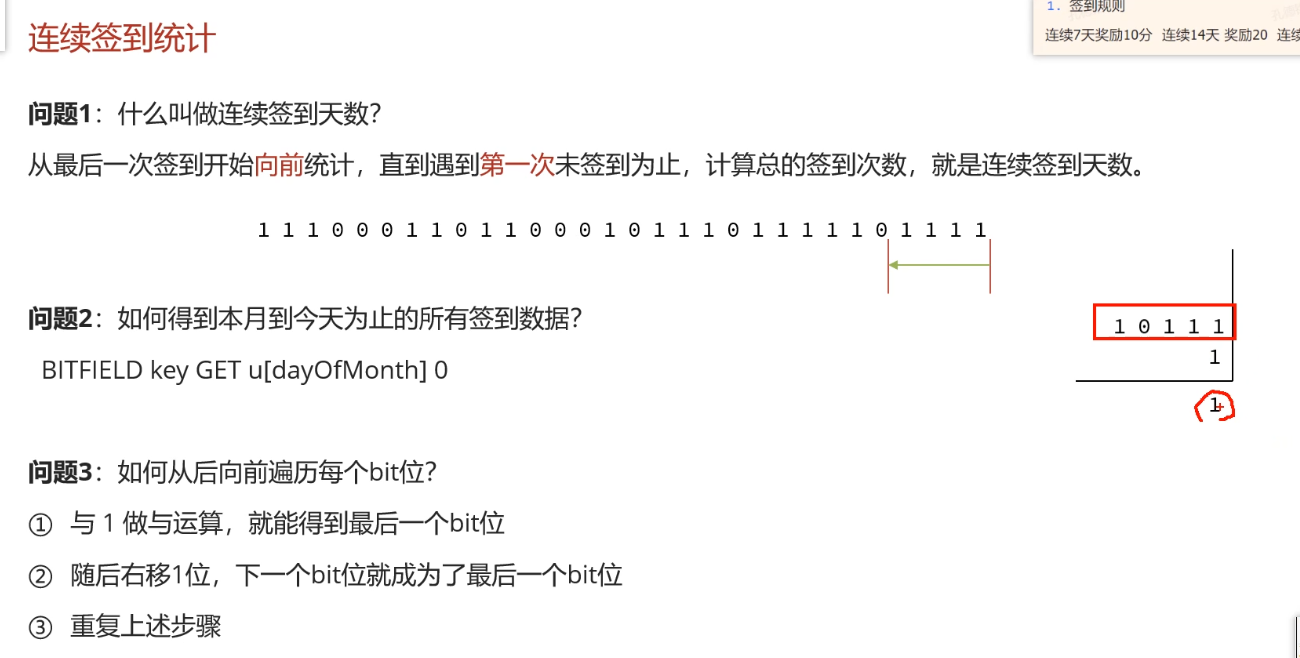 1. 签到规则
连续7天奖励10分 连续14天 奖励20 连续
连续签到统计
问题1：什么叫做连续签到天数?
从最后一次签到开始向前统计，直到遇到第一次未签到为止，计算总的签到次数，就是连续签到天数。
1 1 1 0 0 0 1 1 0 1 1 0 0 0 1 0 1 1 1 0 1 1 1 1 1 0 1 1 1 1
问题2：如何得到本月到今天为止的所有签到数据?
1 0 1 1 1
1
1
BITFIELD key GET u[dayOfMonth] 0
问题3：如何从后向前遍历每个bit位?
① 与 1 做与运算，就能得到最后一个bit位
② 随后右移1位，下一个bit位就成为了最后一个bit位
③ 重复上述步骤